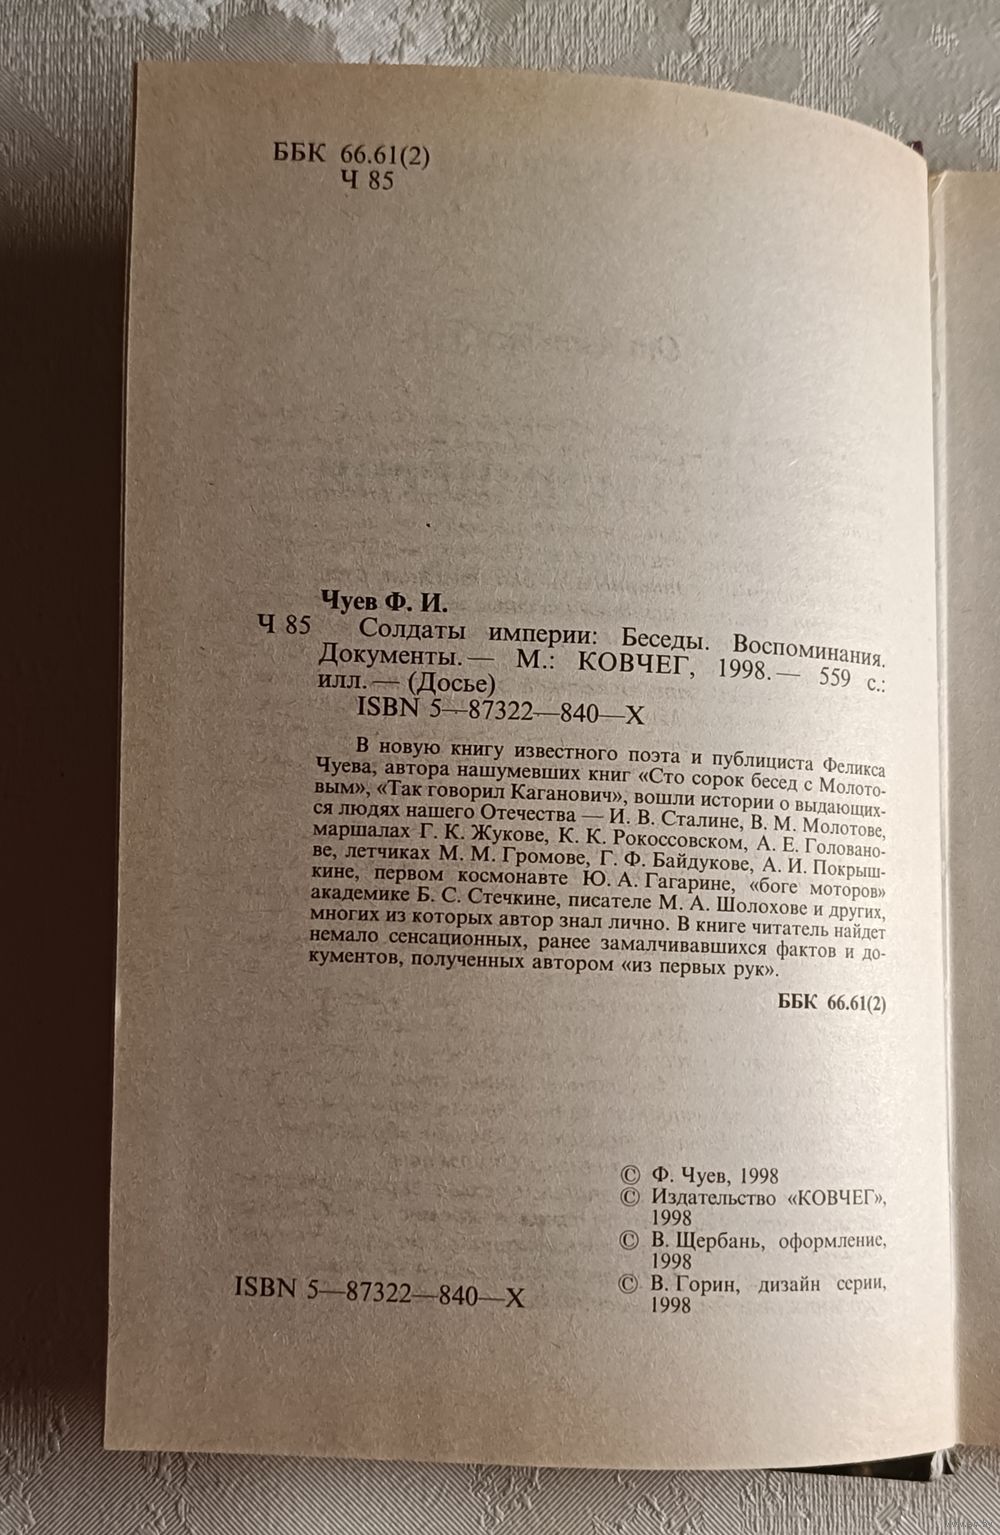 ББК 66.61(2)
Ч 85
Чуев Ф. И.
Ч 85 Солдаты империи: Беседы. Воспоминания.
Документы.— М.: КОВЧЕГ, 1998.— 559 с.:
илл.— (Досье)
ISBN 5—87322—840—X
В новую книгу известного поэта и публициста Феликса
Чуева, автора нашумевших книг «Сто сорок бесед с Молото-
вым», «Так говорил Каганович», вошли истории о выдающих-
ся людях нашего Отечества — И. В. Сталине, В. М. Молотове,
маршалах Г. К. Жукове, К. К. Рокоссовском, А. Е. Головано-
ве, летчиках М. М. Громове, Г. Ф. Байдукове, А. И. Покрыш-
кине, первом космонавте Ю. А. Гагарине, «боге моторов»
академике Б. С. Стечкине, писателе М. А. Шолохове и других,
многих из которых автор знал лично. В книге читатель найдет
немало сенсационных, ранее замалчивавшихся фактов и до-
кументов, полученных автором «из первых рук».
ББК 66.61(2)
© Ф. Чуев, 1998
© Издательство «КОВЧЕГ»,
1998
© В. Щербань, оформление,
1998
© В. Горин, дизайн серии,
1998
ISBN 5—87322—840—X